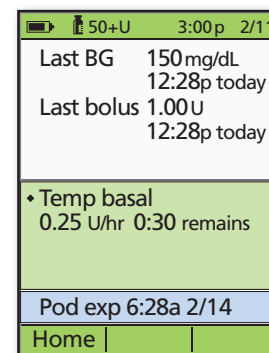 50+U 3:00p 2/11
Last BG 150 mg/dL
12:28p today
Last bolus 1.00 U
12:28p today
Temp basal
0.25 U/hr 0:30 remains
Pod exp 6:28a 2/14
Home